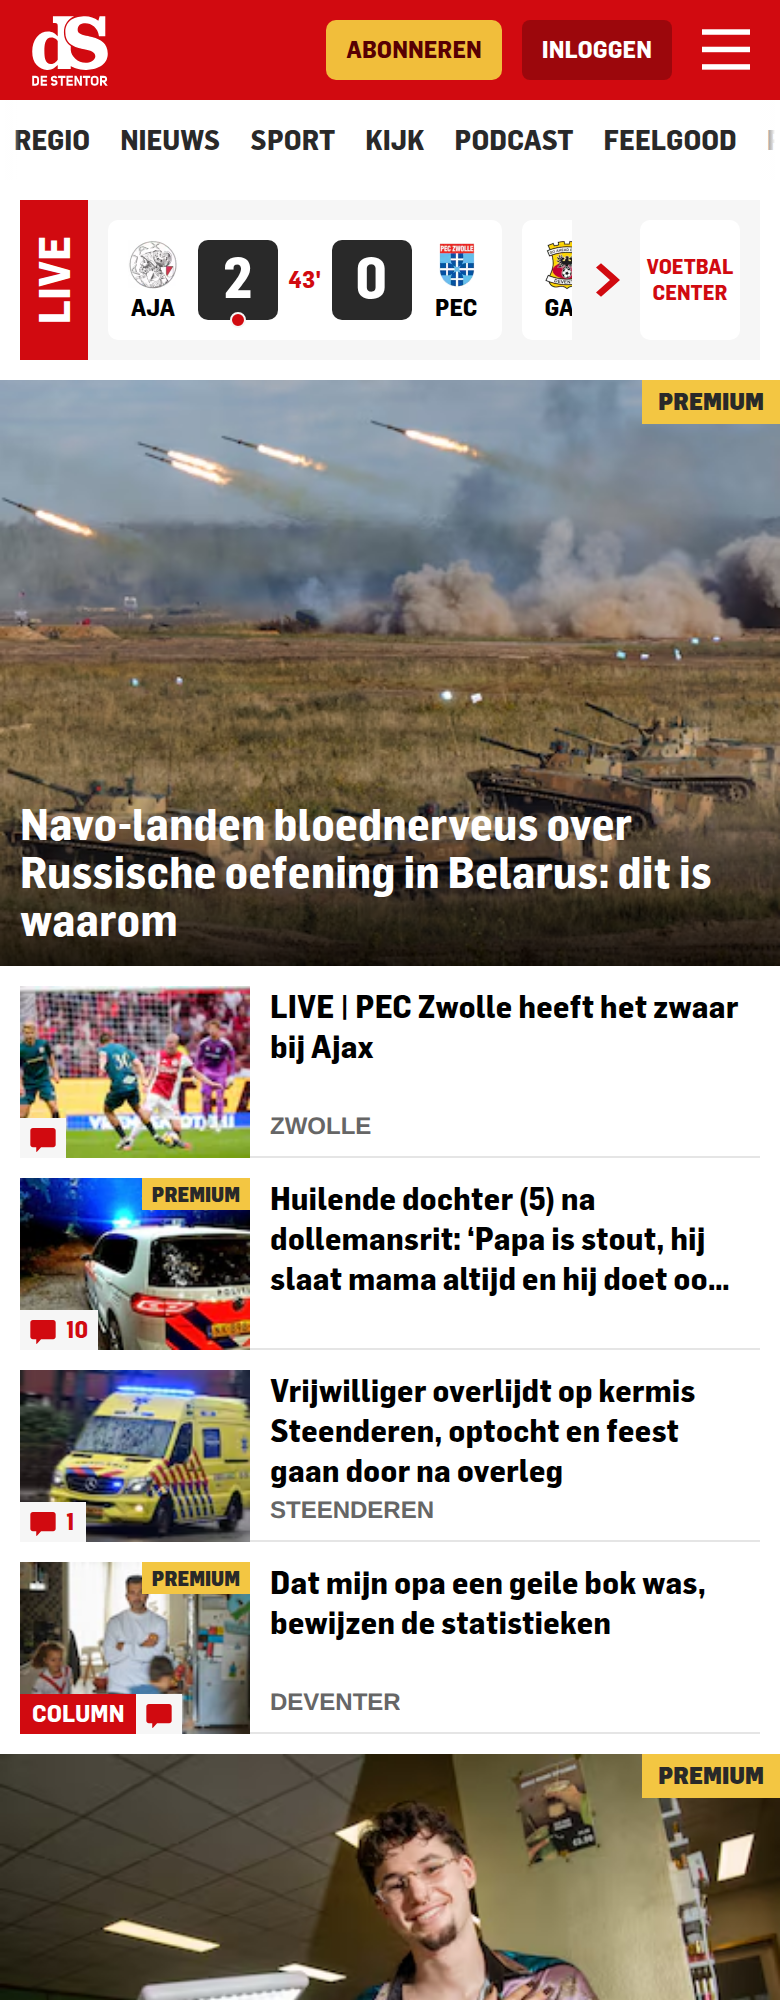 dS
DE STENTOR
ABONNEREN
INLOGGEN
REGIO NIEUWS SPORT KIJK PODCAST FEELGOOD
LIVE
AJA
2
43'
0
PEC
PEC ZWOLLE
GA
VOETBAL
CENTER
PREMIUM
Navo-landen bloednerveus over
Russische oefening in Belarus: dit is
waarom
LIVE | PEC Zwolle heeft het zwaar
bij Ajax
ZWOLLE
PREMIUM
10
Huilende dochter (5) na
dollemansrit: ‘Papa is stout, hij
slaat mama altijd en hij doet oo...
1
Vrijwilliger overlijdt op kermis
Steenderen, optocht en feest
gaan door na overleg
STEENDEREN
PREMIUM
COLUMN
Dat mijn opa een geile bok was,
bewijzen de statistieken
DEVENTER
PREMIUM